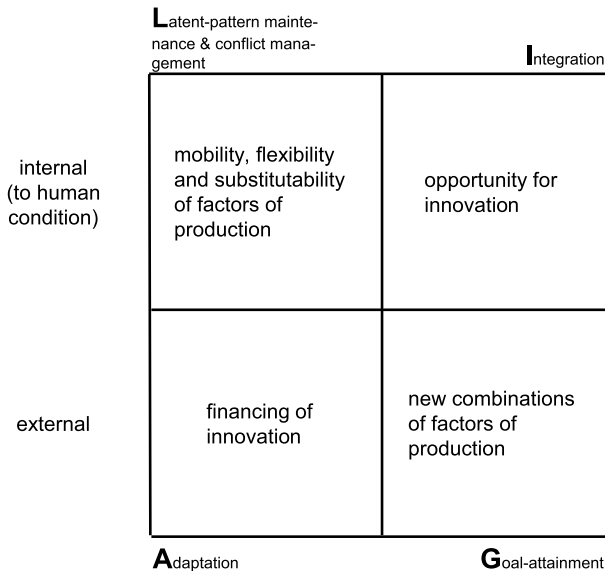 Latent-pattern mainte-
nance & conflict mana-
gement
Integration
internal
(to human
condition)
mobility, flexibility
and substitutability
of factors of
production
opportunity for
innovation
external
financing of
innovation
new combinations
of factors of
production
Adaptation
Goal-attainment